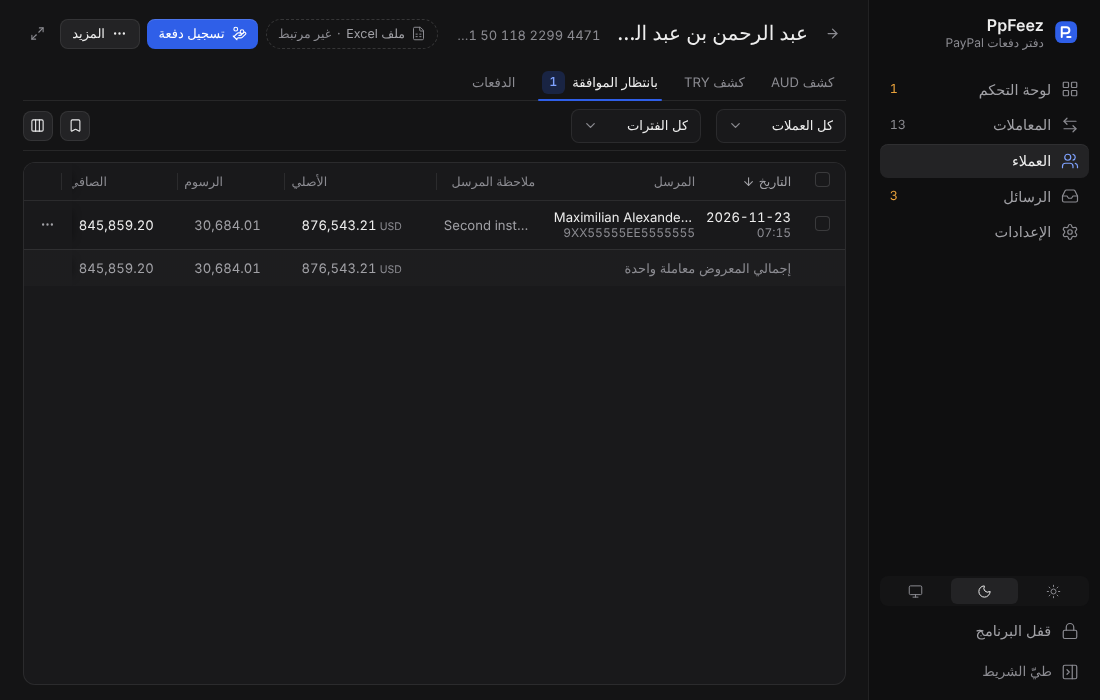 PpFeez
دفتر دفعات PayPal
لوحة التحكم 1
المعاملات 13
العملاء
الرسائل 3
الإعدادات
قفل البرنامج
طيّ الشريط
عبد الرحمن بن عبد الـ...
...1 50 118 2299 4471
ملف Excel · غير مرتبط
تسجيل دفعة
المزيد
كشف AUD
كشف TRY
بانتظار الموافقة 1
الدفعات
كل العملات
كل الفترات
التاريخ المرسل ملاحظة المرسل الأصلي الرسوم الصافي
2026-11-23 Maximilian Alexande... Second inst... 876,543.21 USD 30,684.01 845,859.20
07:15 9XX55555EE5555555
إجمالي المعروض معاملة واحدة 876,543.21 USD 30,684.01 845,859.20